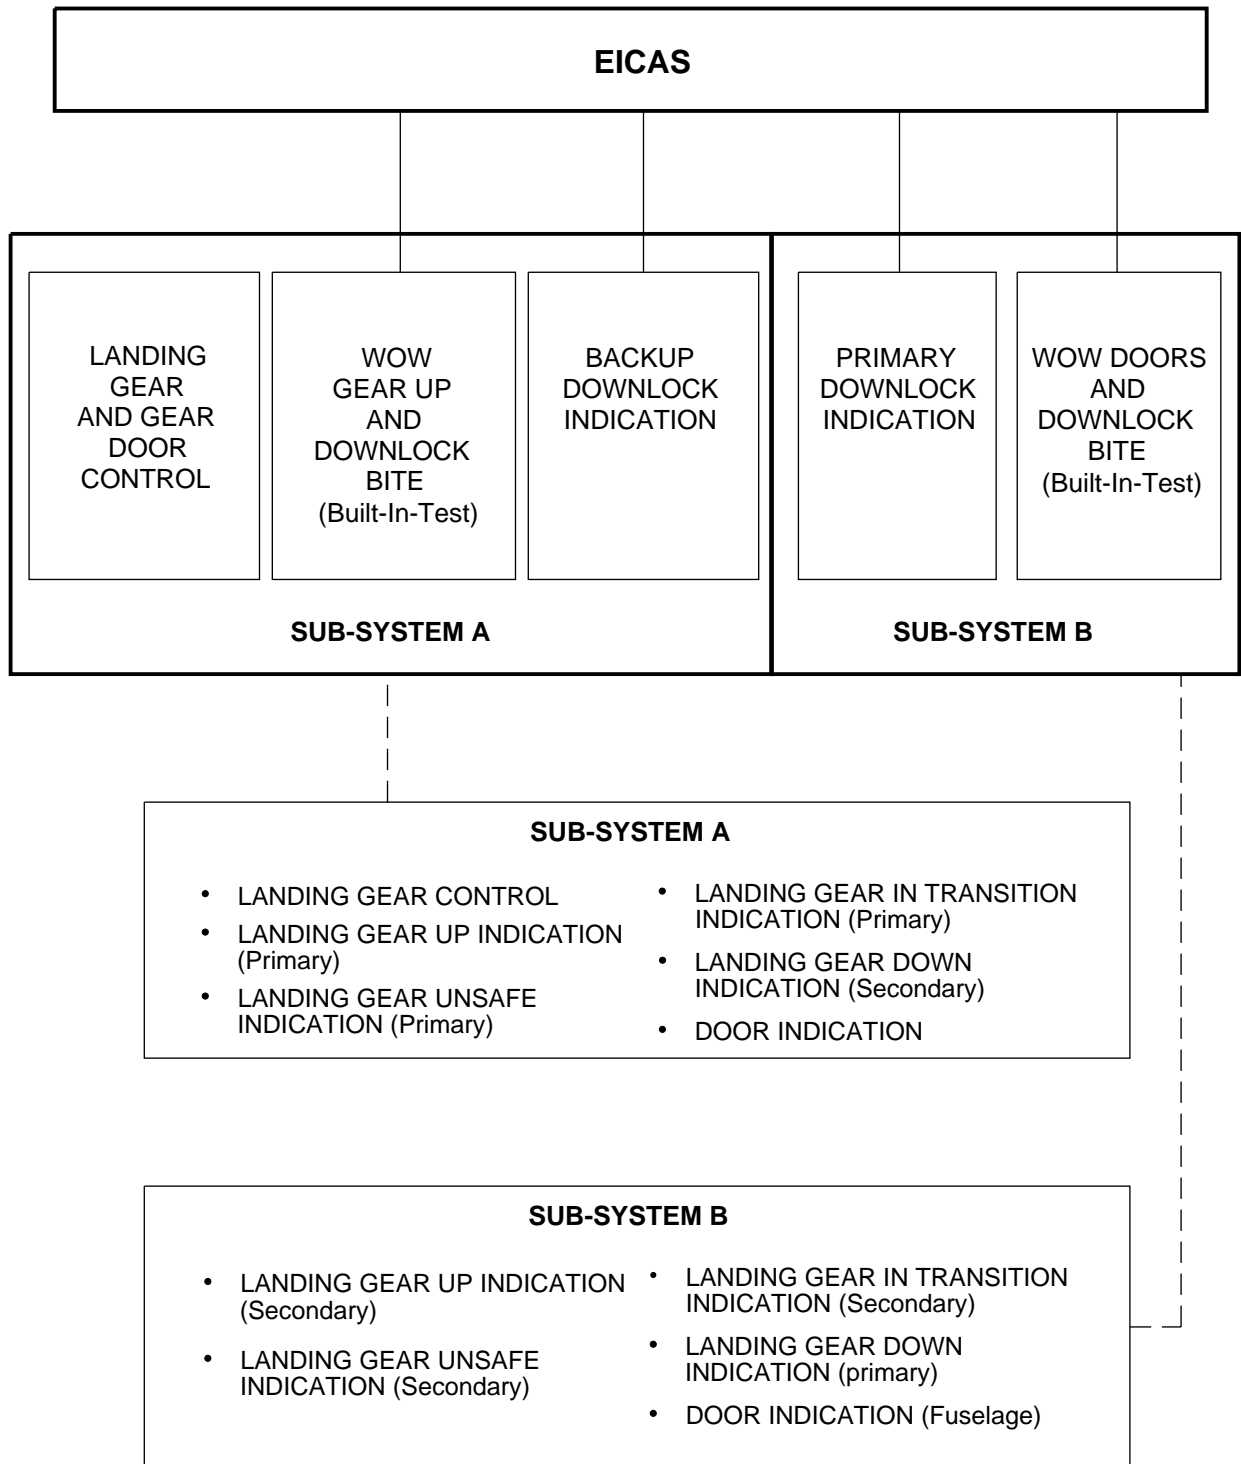 EICAS
LANDING
GEAR
AND GEAR
DOOR
CONTROL
WOW
GEAR UP
AND
DOWNLOCK
BITE
(Built-In-Test)
BACKUP
DOWNLOCK
INDICATION
PRIMARY
DOWNLOCK
INDICATION
WOW DOORS
AND
DOWNLOCK
BITE
(Built-In-Test)
SUB-SYSTEM A
SUB-SYSTEM B
SUB-SYSTEM A
• LANDING GEAR CONTROL
• LANDING GEAR UP INDICATION
(Primary)
• LANDING GEAR UNSAFE
INDICATION (Primary)
• LANDING GEAR IN TRANSITION
INDICATION (Primary)
• LANDING GEAR DOWN
INDICATION (Secondary)
• DOOR INDICATION
SUB-SYSTEM B
• LANDING GEAR UP INDICATION
(Secondary)
• LANDING GEAR UNSAFE
INDICATION (Secondary)
• LANDING GEAR IN TRANSITION
INDICATION (Secondary)
• LANDING GEAR DOWN
INDICATION (primary)
• DOOR INDICATION (Fuselage)